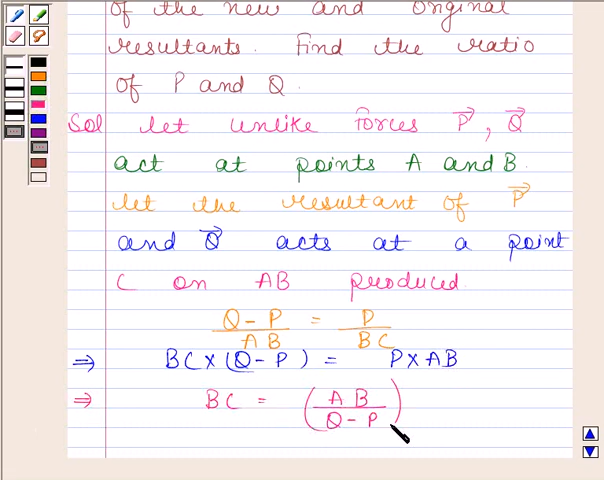 of the new and original
resultants. Find the ratio
of P and Q.
Sol let unlike forces P⃗, Q⃗
act at points A and B.
let the resultant of P⃗
and Q⃗ acts at a point
C on AB produced.
(Q - P)/(AB) = P/(BC)
⇒ BC × (Q - P) = P × AB
⇒ BC = (AB/(Q - P))